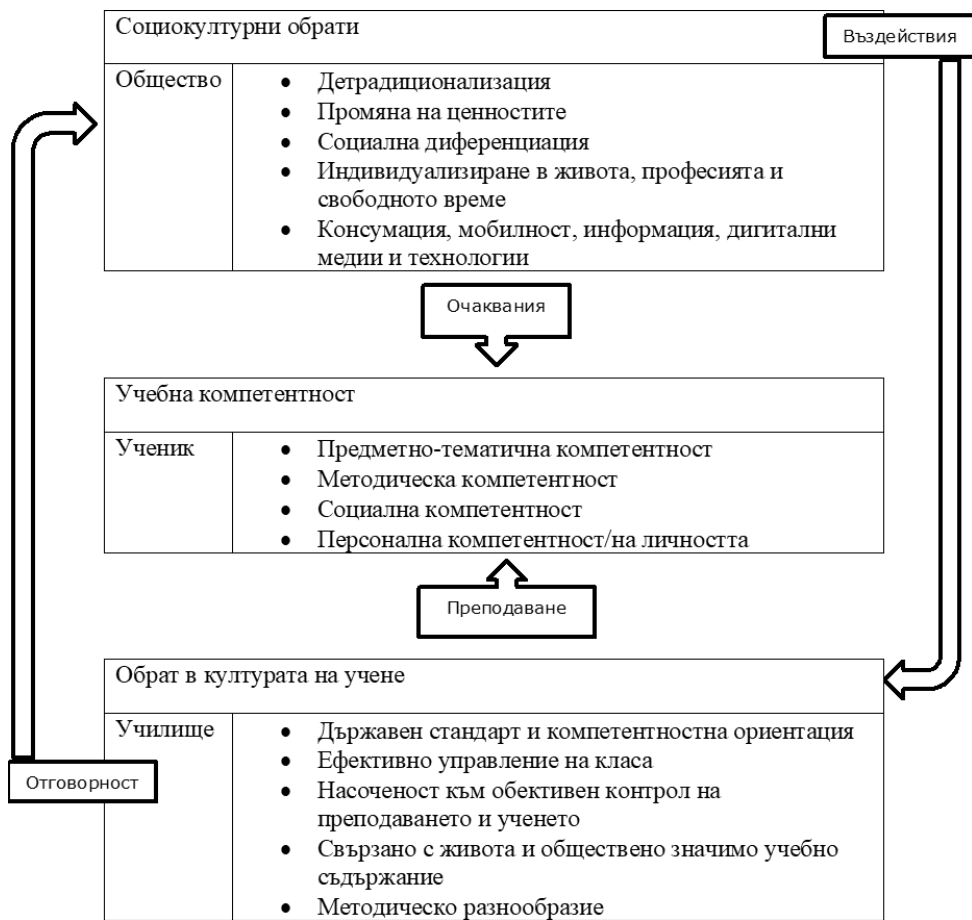 Социокултурни обрати
Въздействия
Общество
• Детрадиционализация
• Промяна на ценностите
• Социална диференциация
• Индивидуализиране в живота, професията и
свободното време
• Консумация, мобилност, информация, дигитални
медии и технологии
Очаквания
Учебна компетентност
Ученик
• Предметно-тематична компетентност
• Методическа компетентност
• Социална компетентност
• Персонална компетентност/на личността
Преподаване
Обрат в културата на учене
Училище
• Държавен стандарт и компетентностна ориентация
• Ефективно управление на класа
• Насоченост към обективен контрол на
преподаването и ученето
• Свързано с живота и обществено значимо учебно
съдържание
• Методическо разнообразие
Отговорност